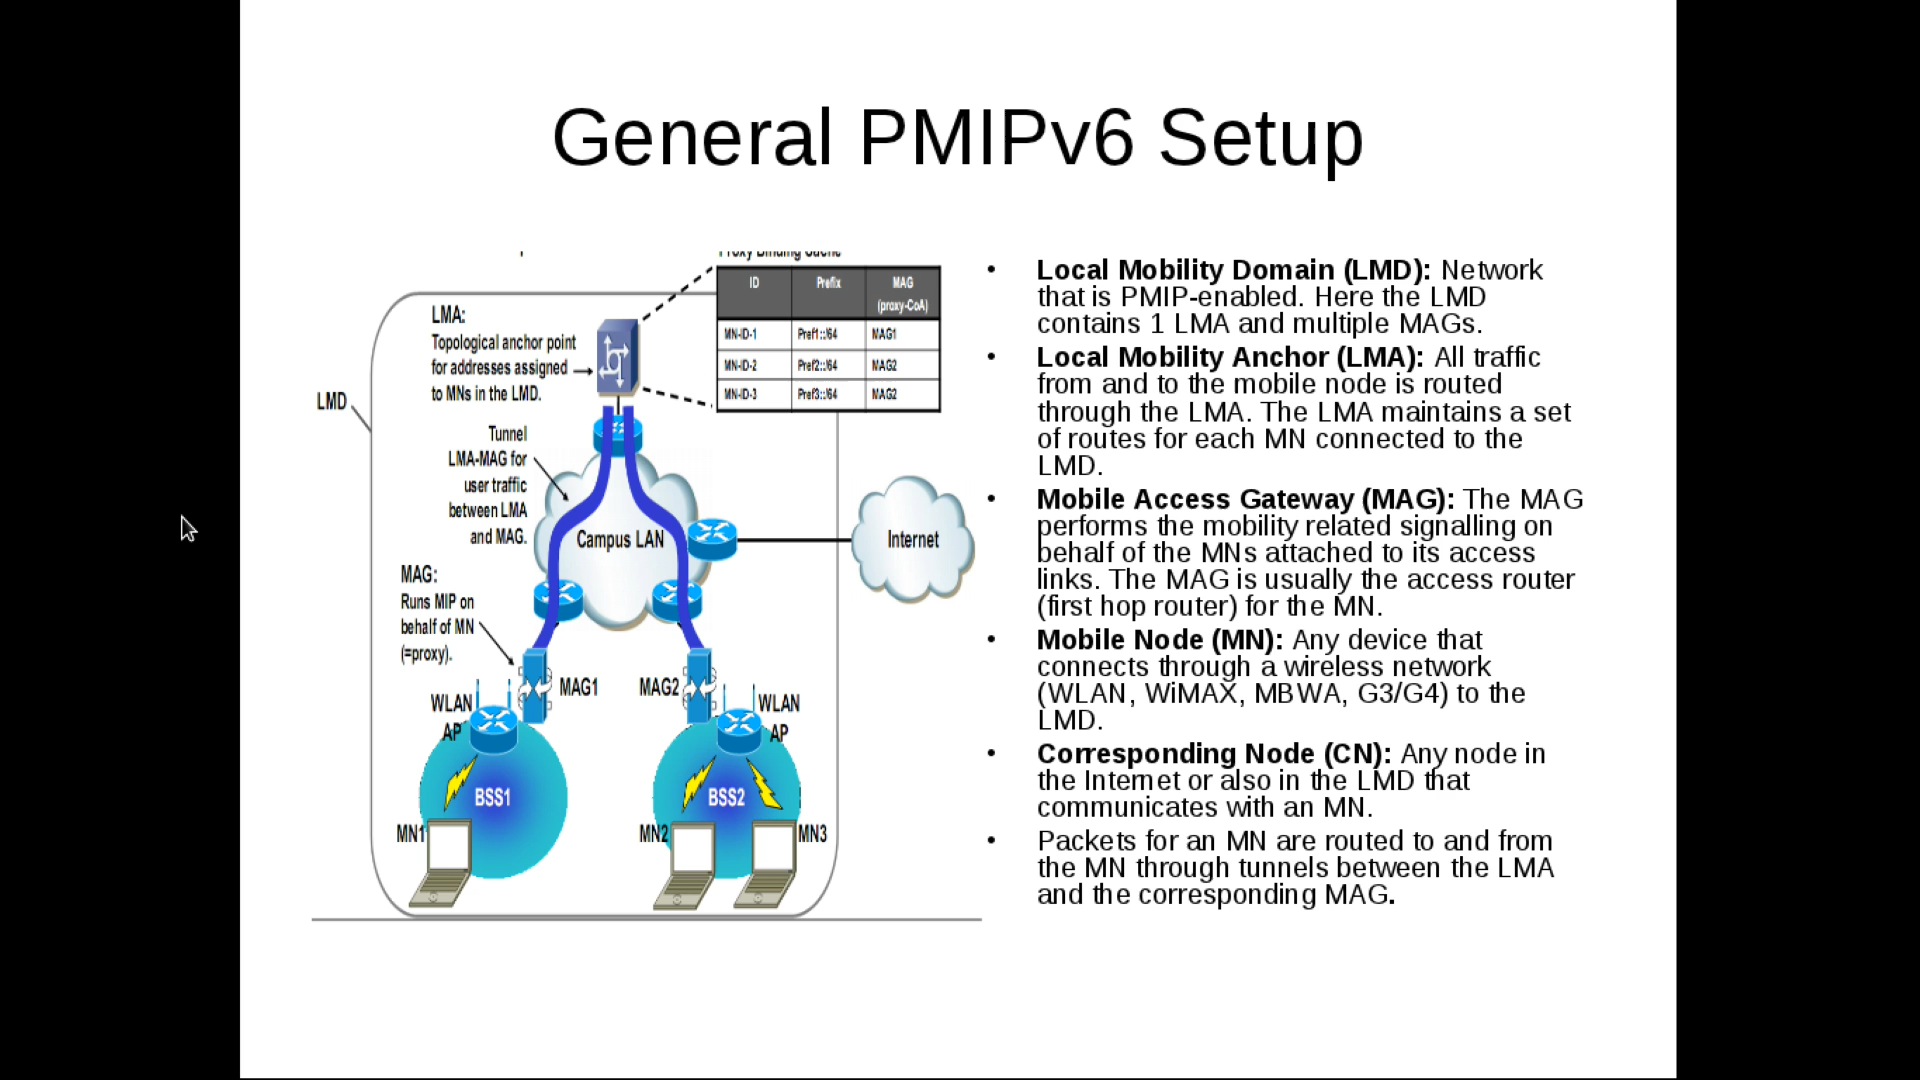 General PMIPv6 Setup
Proxy Binding Cache
ID Prefix MAG
(proxy-CoA)
MN-ID-1 Pref1::/64 MAG1
MN-ID-2 Pref2::/64 MAG2
MN-ID-3 Pref3::/64 MAG2
LMA:
Topological anchor point
for addresses assigned
to MNs in the LMD.
LMD
Tunnel
LMA-MAG for
user traffic
between LMA
and MAG.
Campus LAN
Internet
MAG:
Runs MIP on
behalf of MN
(=proxy).
MAG1
MAG2
WLAN
AP
WLAN
AP
BSS1
BSS2
MN1
MN2
MN3
• Local Mobility Domain (LMD): Network
that is PMIP-enabled. Here the LMD
contains 1 LMA and multiple MAGs.
• Local Mobility Anchor (LMA): All traffic
from and to the mobile node is routed
through the LMA. The LMA maintains a set
of routes for each MN connected to the
LMD.
• Mobile Access Gateway (MAG): The MAG
performs the mobility related signalling on
behalf of the MNs attached to its access
links. The MAG is usually the access router
(first hop router) for the MN.
• Mobile Node (MN): Any device that
connects through a wireless network
(WLAN, WiMAX, MBWA, G3/G4) to the
LMD.
• Corresponding Node (CN): Any node in
the Internet or also in the LMD that
communicates with an MN.
• Packets for an MN are routed to and from
the MN through tunnels between the LMA
and the corresponding MAG.